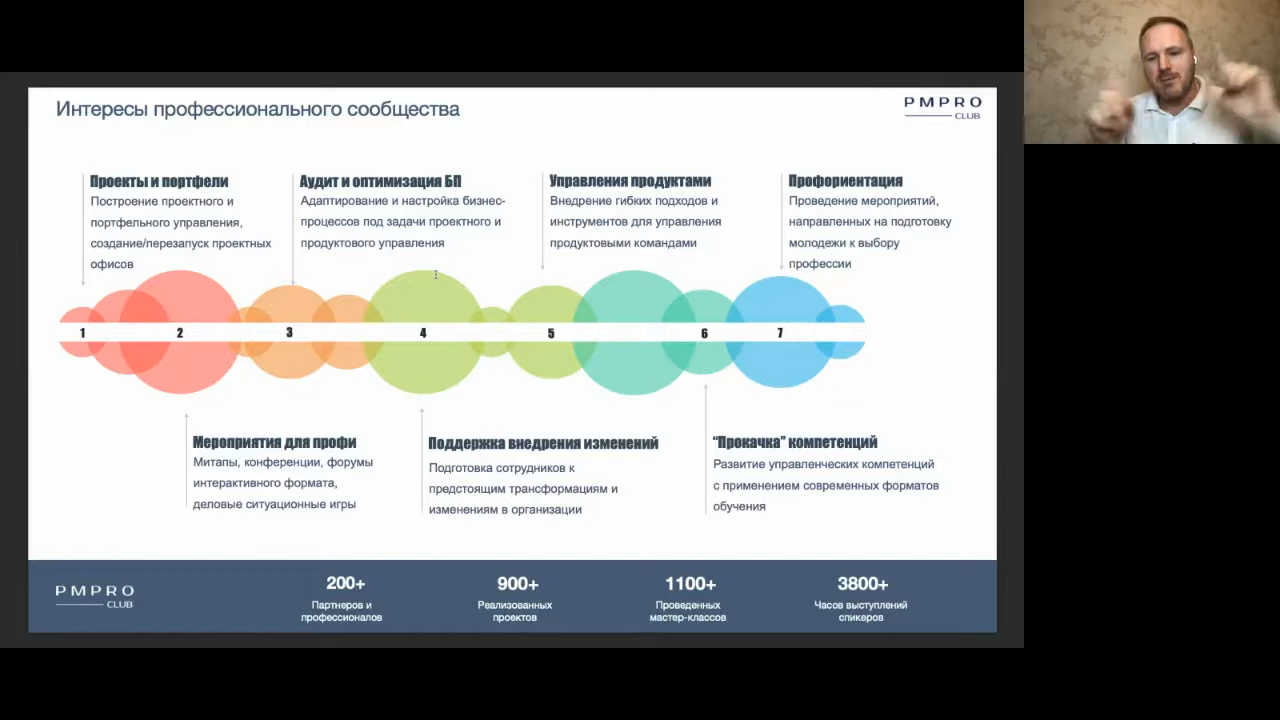 Интересы профессионального сообщества
PMPRO
CLUB
Проекты и портфели
Построение проектного и
портфельного управления,
создание/перезапуск проектных
офисов
Аудит и оптимизация БП
Адаптирование и настройка бизнес-
процессов под задачи проектного и
продуктового управления
Управления продуктами
Внедрение гибких подходов и
инструментов для управления
продуктовыми командами
Профориентация
Проведение мероприятий,
направленных на подготовку
молодежи к выбору
профессии
1 2 3 4 5 6 7
Мероприятия для профи
Митапы, конференции, форумы
интерактивного формата,
деловые ситуационные игры
Поддержка внедрения изменений
Подготовка сотрудников к
предстоящим трансформациям и
изменениям в организации
"Прокачка" компетенций
Развитие управленческих компетенций
с применением современных форматов
обучения
PMPRO
CLUB
200+
Партнеров и
профессионалов
900+
Реализованных
проектов
1100+
Проведенных
мастер-классов
3800+
Часов выступлений
спикеров